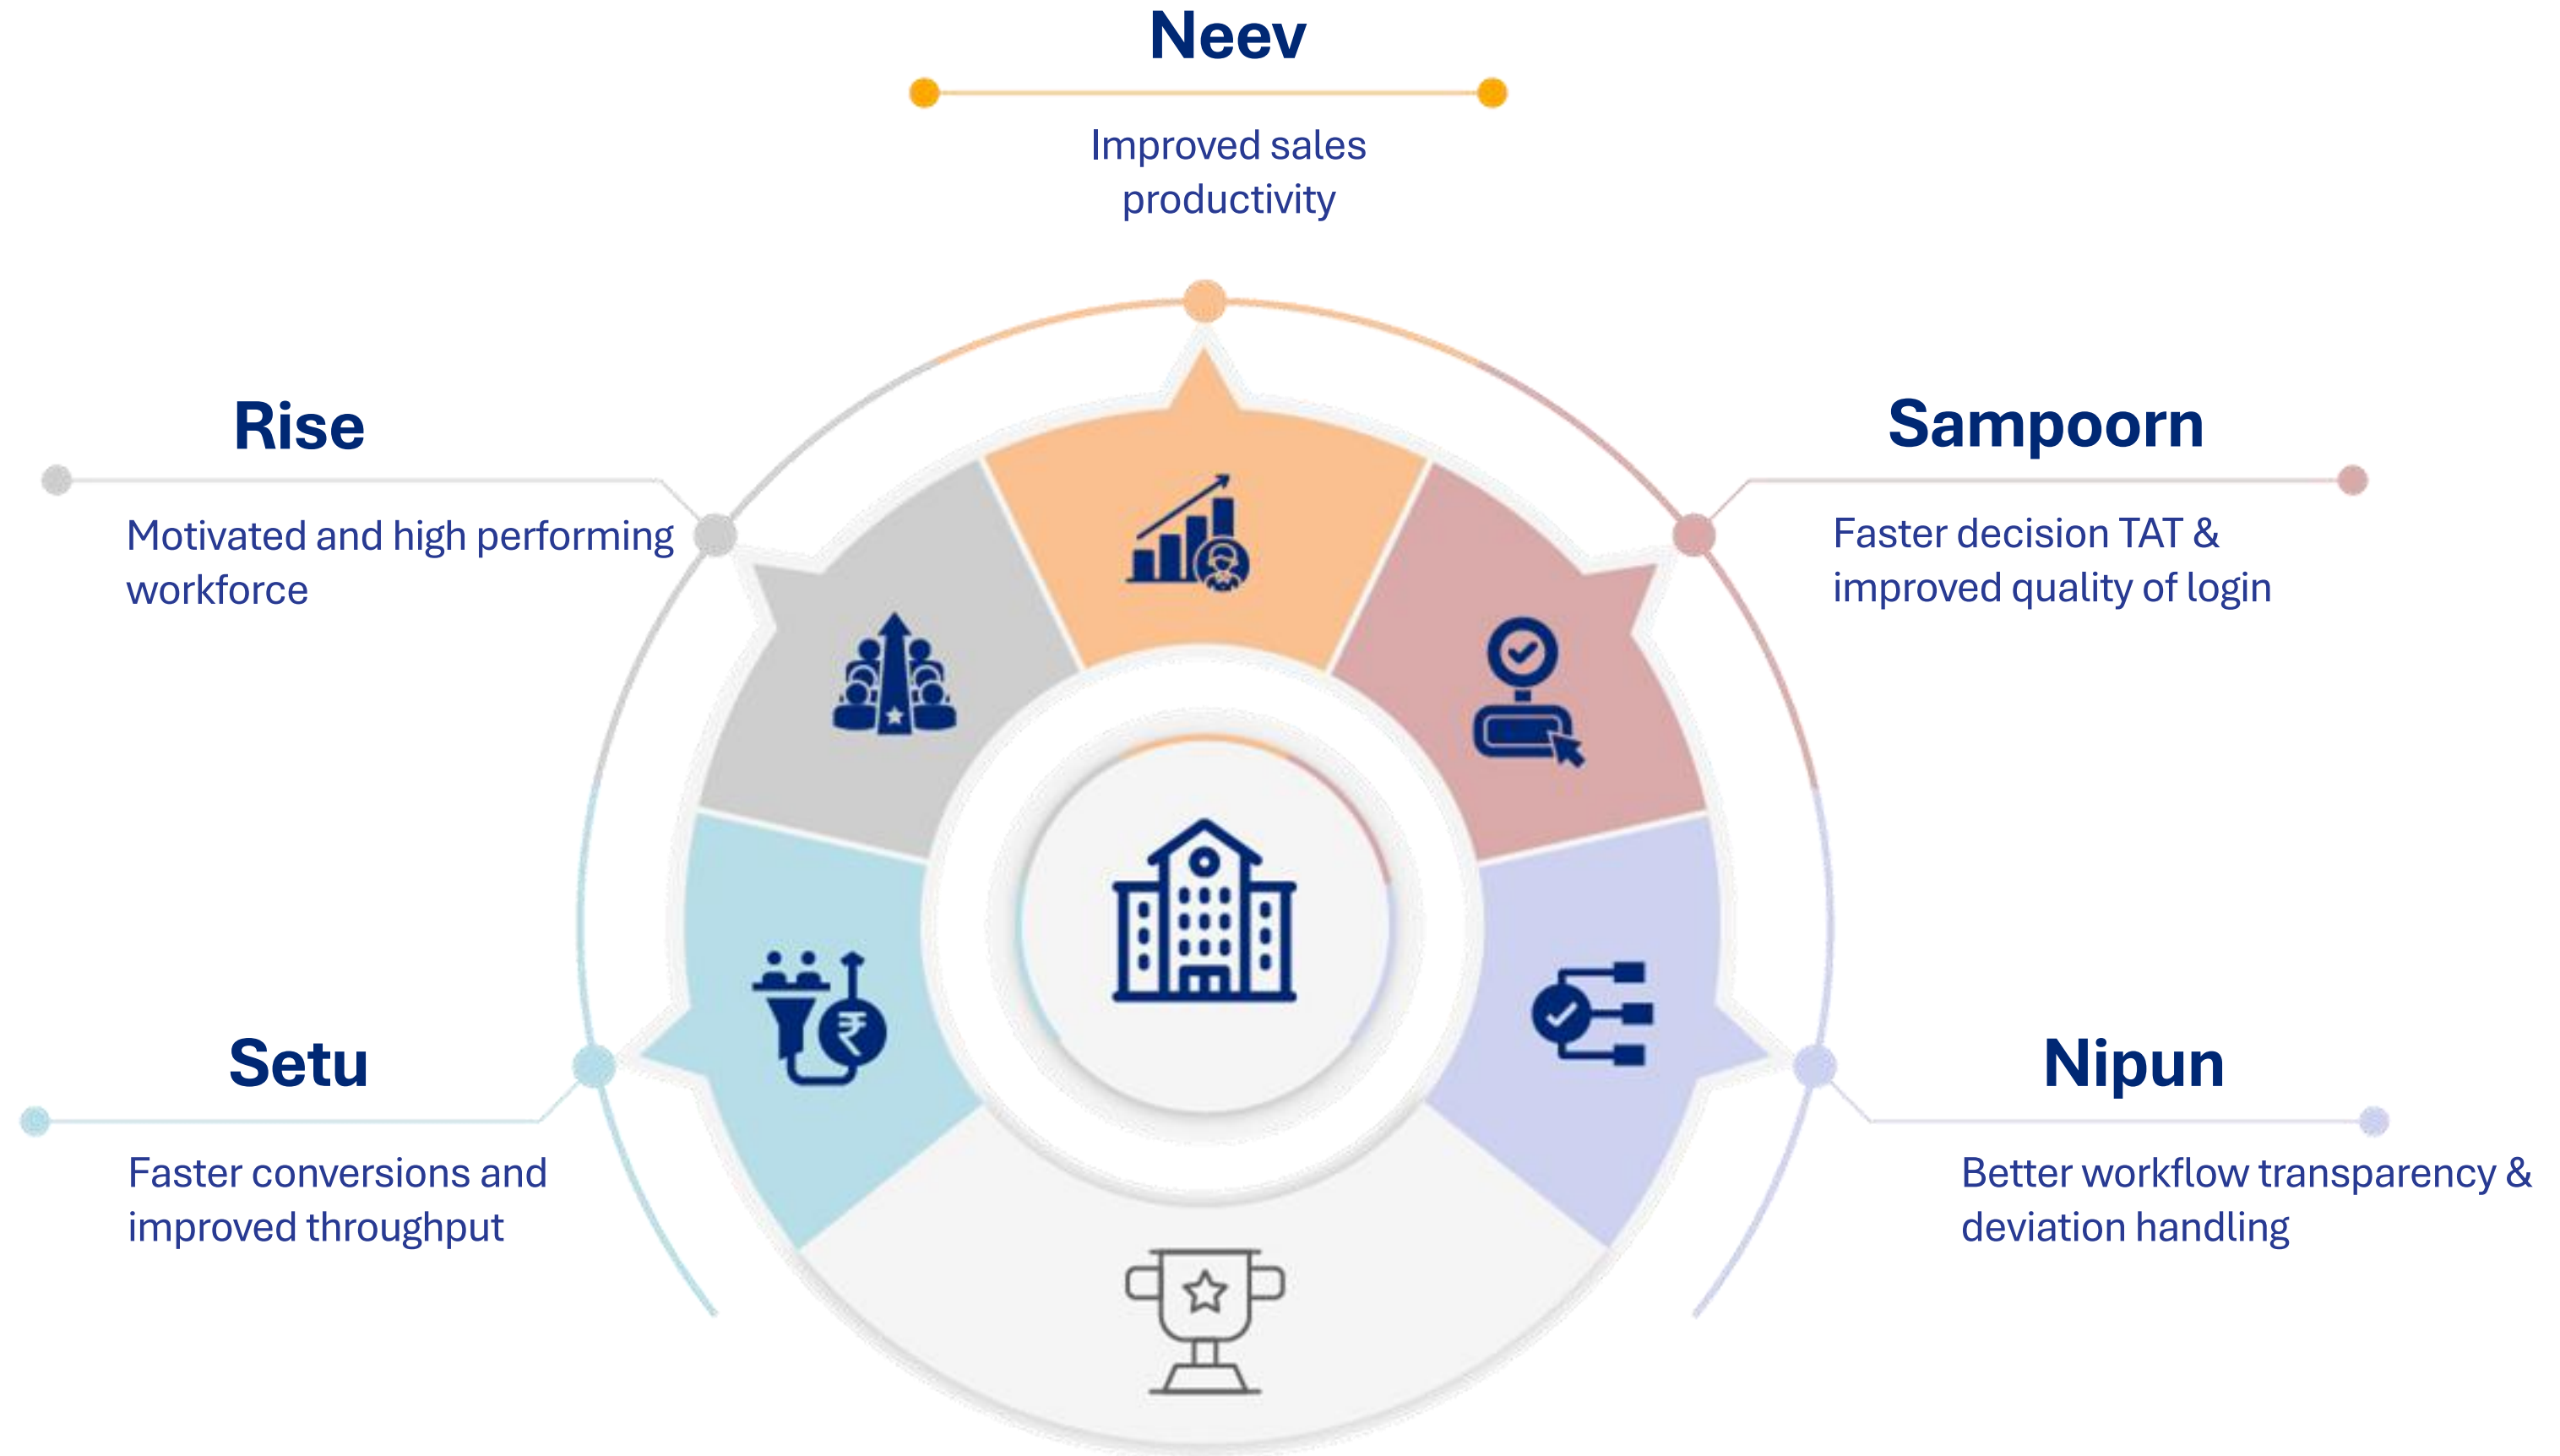 Neev
Improved sales
productivity
Rise
Motivated and high performing
workforce
Sampoorn
Faster decision TAT &
improved quality of login
Setu
Faster conversions and
improved throughput
Nipun
Better workflow transparency &
deviation handling
₹